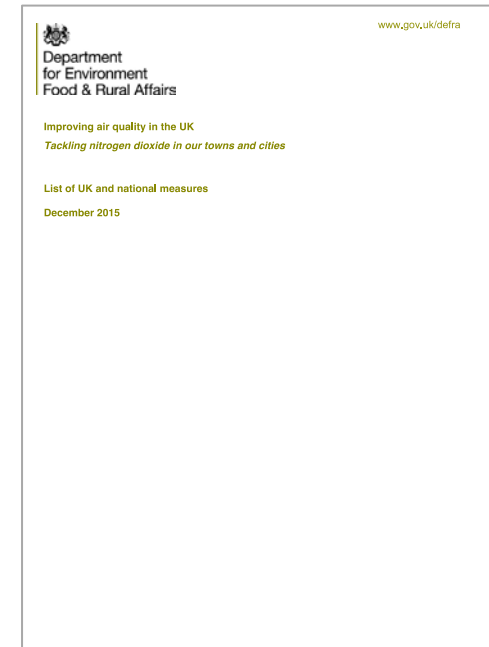 www.gov.uk/defra
Department
for Environment
Food & Rural Affairs
Improving air quality in the UK
Tackling nitrogen dioxide in our towns and cities
List of UK and national measures
December 2015